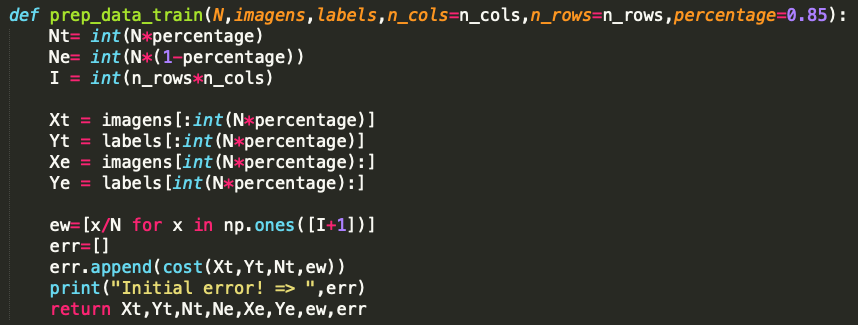 def prep_data_train(N,imagens,labels,n_cols=n_cols,n_rows=n_rows,percentage=0.85):
    Nt= int(N*percentage)
    Ne= int(N*(1-percentage))
    I = int(n_rows*n_cols)

    Xt = imagens[:int(N*percentage)]
    Yt = labels[:int(N*percentage)]
    Xe = imagens[int(N*percentage):]
    Ye = labels[int(N*percentage):]

    ew=[x/N for x in np.ones([I+1])]
    err=[]
    err.append(cost(Xt,Yt,Nt,ew))
    print("Initial error! => ",err)
    return Xt,Yt,Nt,Ne,Xe,Ye,ew,err